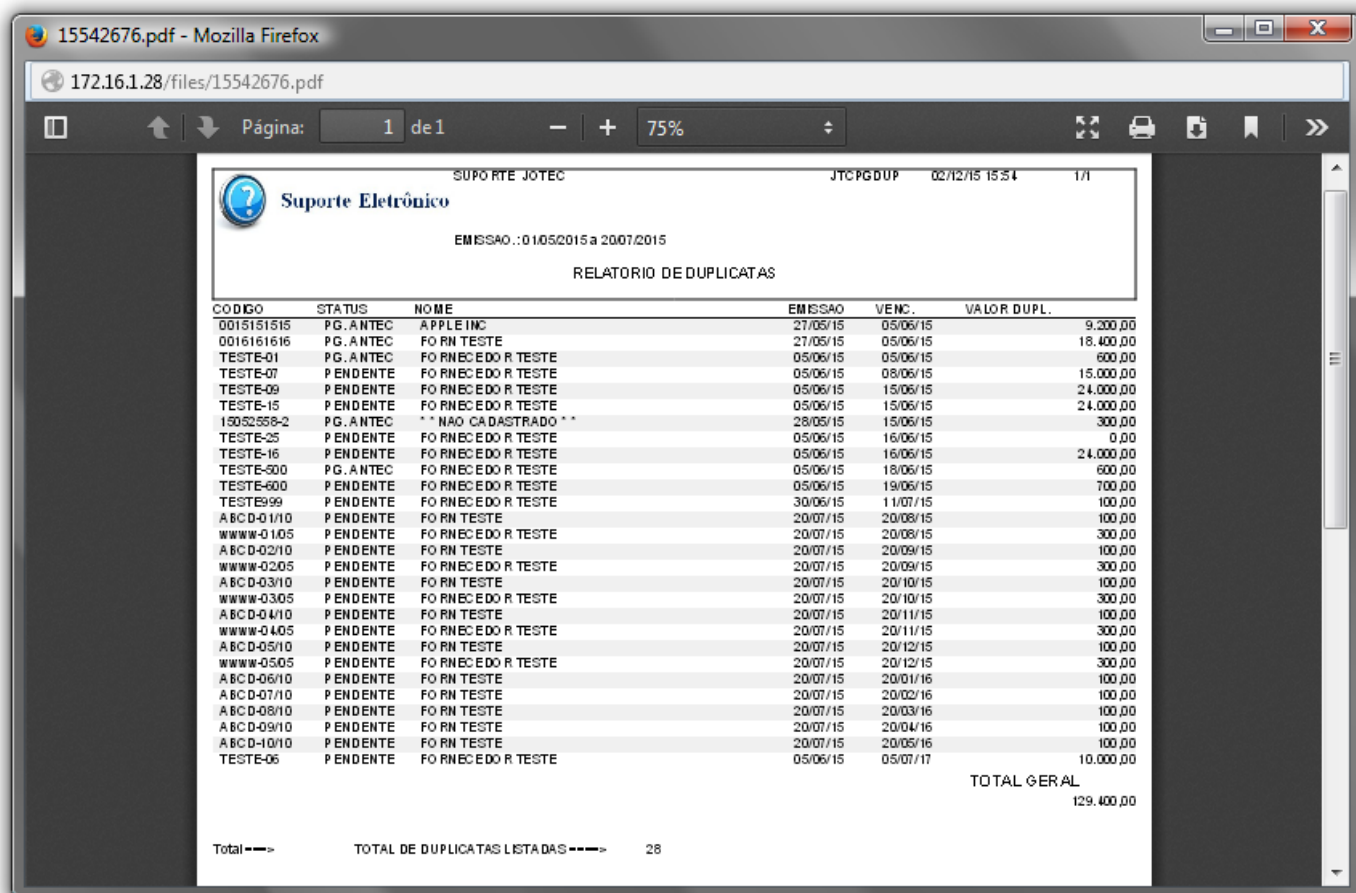 15542676.pdf - Mozilla Firefox
172.16.1.28/files/15542676.pdf
Página: 1 de 1 75%
SUPORTE JOTEC JTCPGDUP 02/12/15 15:54 1/1
Suporte Eletrônico
EMISSAO.: 01/05/2015 a 20/07/2015
RELATORIO DE DUPLICATAS
CODIGO STATUS NOME EMISSAO VENC. VALOR DUPL.
0015151515 PG.ANTEC APPLE INC 27/05/15 05/06/15 9.200,00
0016161616 PG.ANTEC FORN TESTE 27/05/15 05/06/15 18.400,00
TESTE-01 PG.ANTEC FORNECEDOR TESTE 05/06/15 05/06/15 600,00
TESTE-07 PENDENTE FORNECEDOR TESTE 05/06/15 08/06/15 15.000,00
TESTE-09 PENDENTE FORNECEDOR TESTE 05/06/15 15/06/15 24.000,00
TESTE-15 PENDENTE FORNECEDOR TESTE 05/06/15 15/06/15 24.000,00
15052558-2 PG.ANTEC **NAO CADASTRADO** 28/05/15 15/06/15 300,00
TESTE-25 PENDENTE FORNECEDOR TESTE 05/06/15 16/06/15 0,00
TESTE-16 PENDENTE FORNECEDOR TESTE 05/06/15 16/06/15 24.000,00
TESTE-500 PG.ANTEC FORNECEDOR TESTE 05/06/15 18/06/15 600,00
TESTE-600 PENDENTE FORNECEDOR TESTE 05/06/15 19/06/15 700,00
TESTE999 PENDENTE FORNECEDOR TESTE 30/06/15 11/07/15 100,00
ABCD-01/10 PENDENTE FORN TESTE 20/07/15 20/08/15 100,00
WWWW-01/05 PENDENTE FORNECEDOR TESTE 20/07/15 20/08/15 300,00
ABCD-02/10 PENDENTE FORN TESTE 20/07/15 20/09/15 100,00
WWWW-02/05 PENDENTE FORNECEDOR TESTE 20/07/15 20/09/15 300,00
ABCD-03/10 PENDENTE FORN TESTE 20/07/15 20/10/15 100,00
WWWW-03/05 PENDENTE FORNECEDOR TESTE 20/07/15 20/10/15 300,00
ABCD-04/10 PENDENTE FORN TESTE 20/07/15 20/11/15 100,00
WWWW-04/05 PENDENTE FORNECEDOR TESTE 20/07/15 20/11/15 300,00
ABCD-05/10 PENDENTE FORN TESTE 20/07/15 20/12/15 100,00
WWWW-05/05 PENDENTE FORNECEDOR TESTE 20/07/15 20/12/15 300,00
ABCD-06/10 PENDENTE FORN TESTE 20/07/15 20/01/16 100,00
ABCD-07/10 PENDENTE FORN TESTE 20/07/15 20/02/16 100,00
ABCD-08/10 PENDENTE FORN TESTE 20/07/15 20/03/16 100,00
ABCD-09/10 PENDENTE FORN TESTE 20/07/15 20/04/16 100,00
ABCD-10/10 PENDENTE FORN TESTE 20/07/15 20/05/16 100,00
TESTE-06 PENDENTE FORNECEDOR TESTE 05/06/15 05/07/17 10.000,00
TOTAL GERAL
129.400,00
Total ---> TOTAL DE DUPLICATAS LISTADAS ----> 28